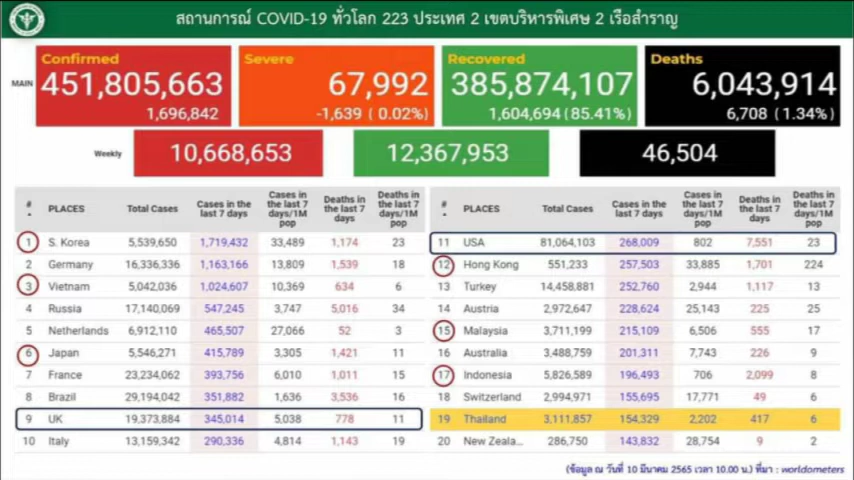 สถานการณ์ COVID-19 ทั่วโลก 223 ประเทศ 2 เขตบริหารพิเศษ 2 เรือสำราญ
MAIN
Confirmed
451,805,663
1,696,842
Severe
67,992
-1,639 ( 0.02%)
Recovered
385,874,107
1,604,694 (85.41%)
Deaths
6,043,914
6,708 ( 1.34%)
Weekly 10,668,653 12,367,953 46,504
# PLACES Total Cases Cases in the last 7 days Cases in the last 7 days/1M pop Deaths in the last 7 days Deaths in the last 7 days/1M pop
1 S. Korea 5,539,650 1,719,432 33,489 1,174 23
2 Germany 16,336,336 1,163,166 13,809 1,539 18
3 Vietnam 5,042,036 1,024,607 10,369 634 6
4 Russia 17,140,069 547,245 3,747 5,016 34
5 Netherlands 6,912,110 465,507 27,066 52 3
6 Japan 5,546,271 415,789 3,305 1,421 11
7 France 23,234,062 393,756 6,010 1,011 15
8 Brazil 29,194,042 351,882 1,636 3,536 16
9 UK 19,373,884 345,014 5,038 778 11
10 Italy 13,159,342 290,336 4,814 1,143 19
# PLACES Total Cases Cases in the last 7 days Cases in the last 7 days/1M pop Deaths in the last 7 days Deaths in the last 7 days/1M pop
11 USA 81,064,103 268,009 802 7,551 23
12 Hong Kong 551,233 257,503 33,885 1,701 224
13 Turkey 14,458,881 252,760 2,944 1,117 13
14 Austria 2,972,647 228,624 25,143 225 25
15 Malaysia 3,711,199 215,109 6,506 555 17
16 Australia 3,488,759 201,311 7,743 226 9
17 Indonesia 5,826,589 196,493 706 2,099 8
18 Switzerland 2,994,971 155,695 17,771 49 6
19 Thailand 3,111,857 154,329 2,202 417 6
20 New Zeala... 286,750 143,832 28,754 9 2
(ข้อมูล ณ วันที่ 10 มีนาคม 2565 เวลา 10.00 น.) ที่มา : worldometers